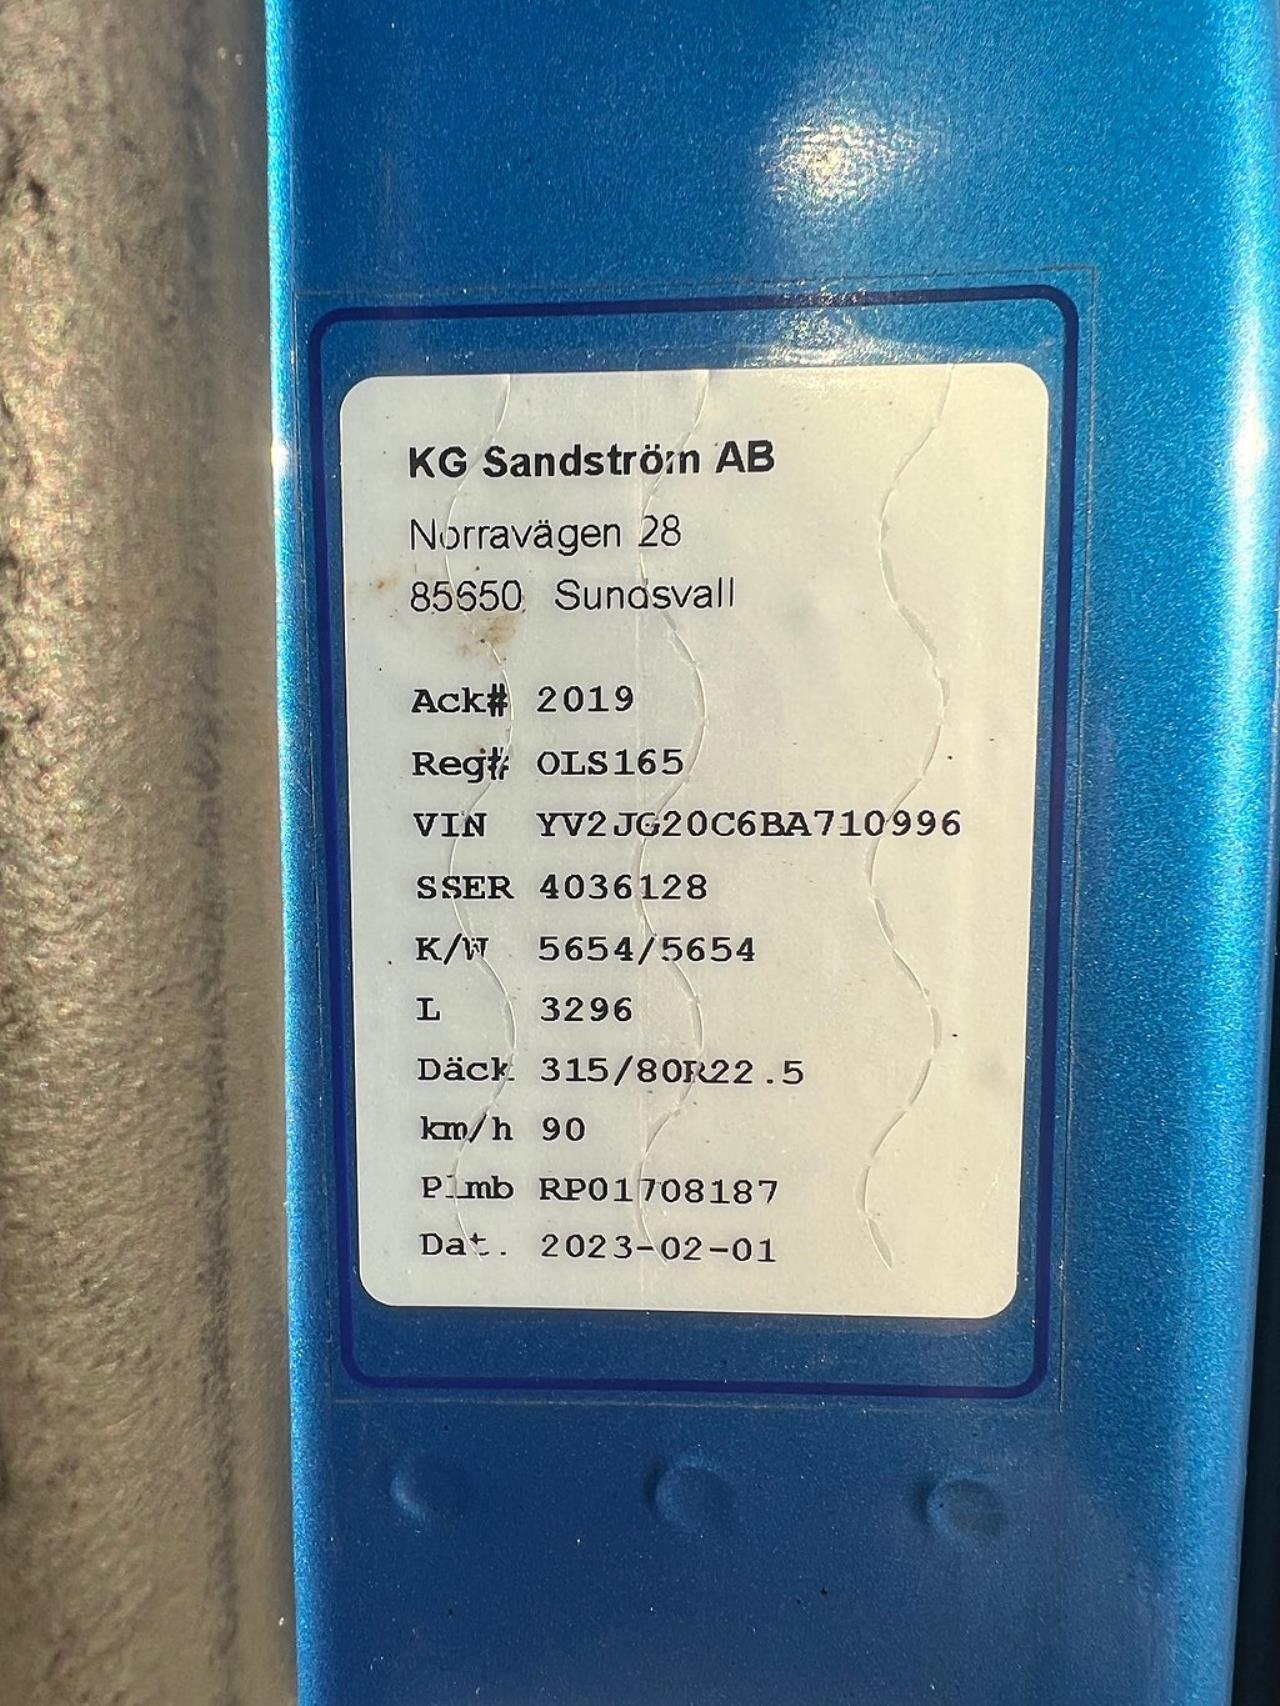 KG Sandström AB
Norravägen 28
85650 Sundsvall
Ack# 2019
Reg# OLS165
VIN YV2JG20C6BA710996
SSER 4036128
K/W 5654/5654
L 3296
Däck 315/80R22.5
km/h 90
Plmb RP01708187
Dat. 2023-02-01